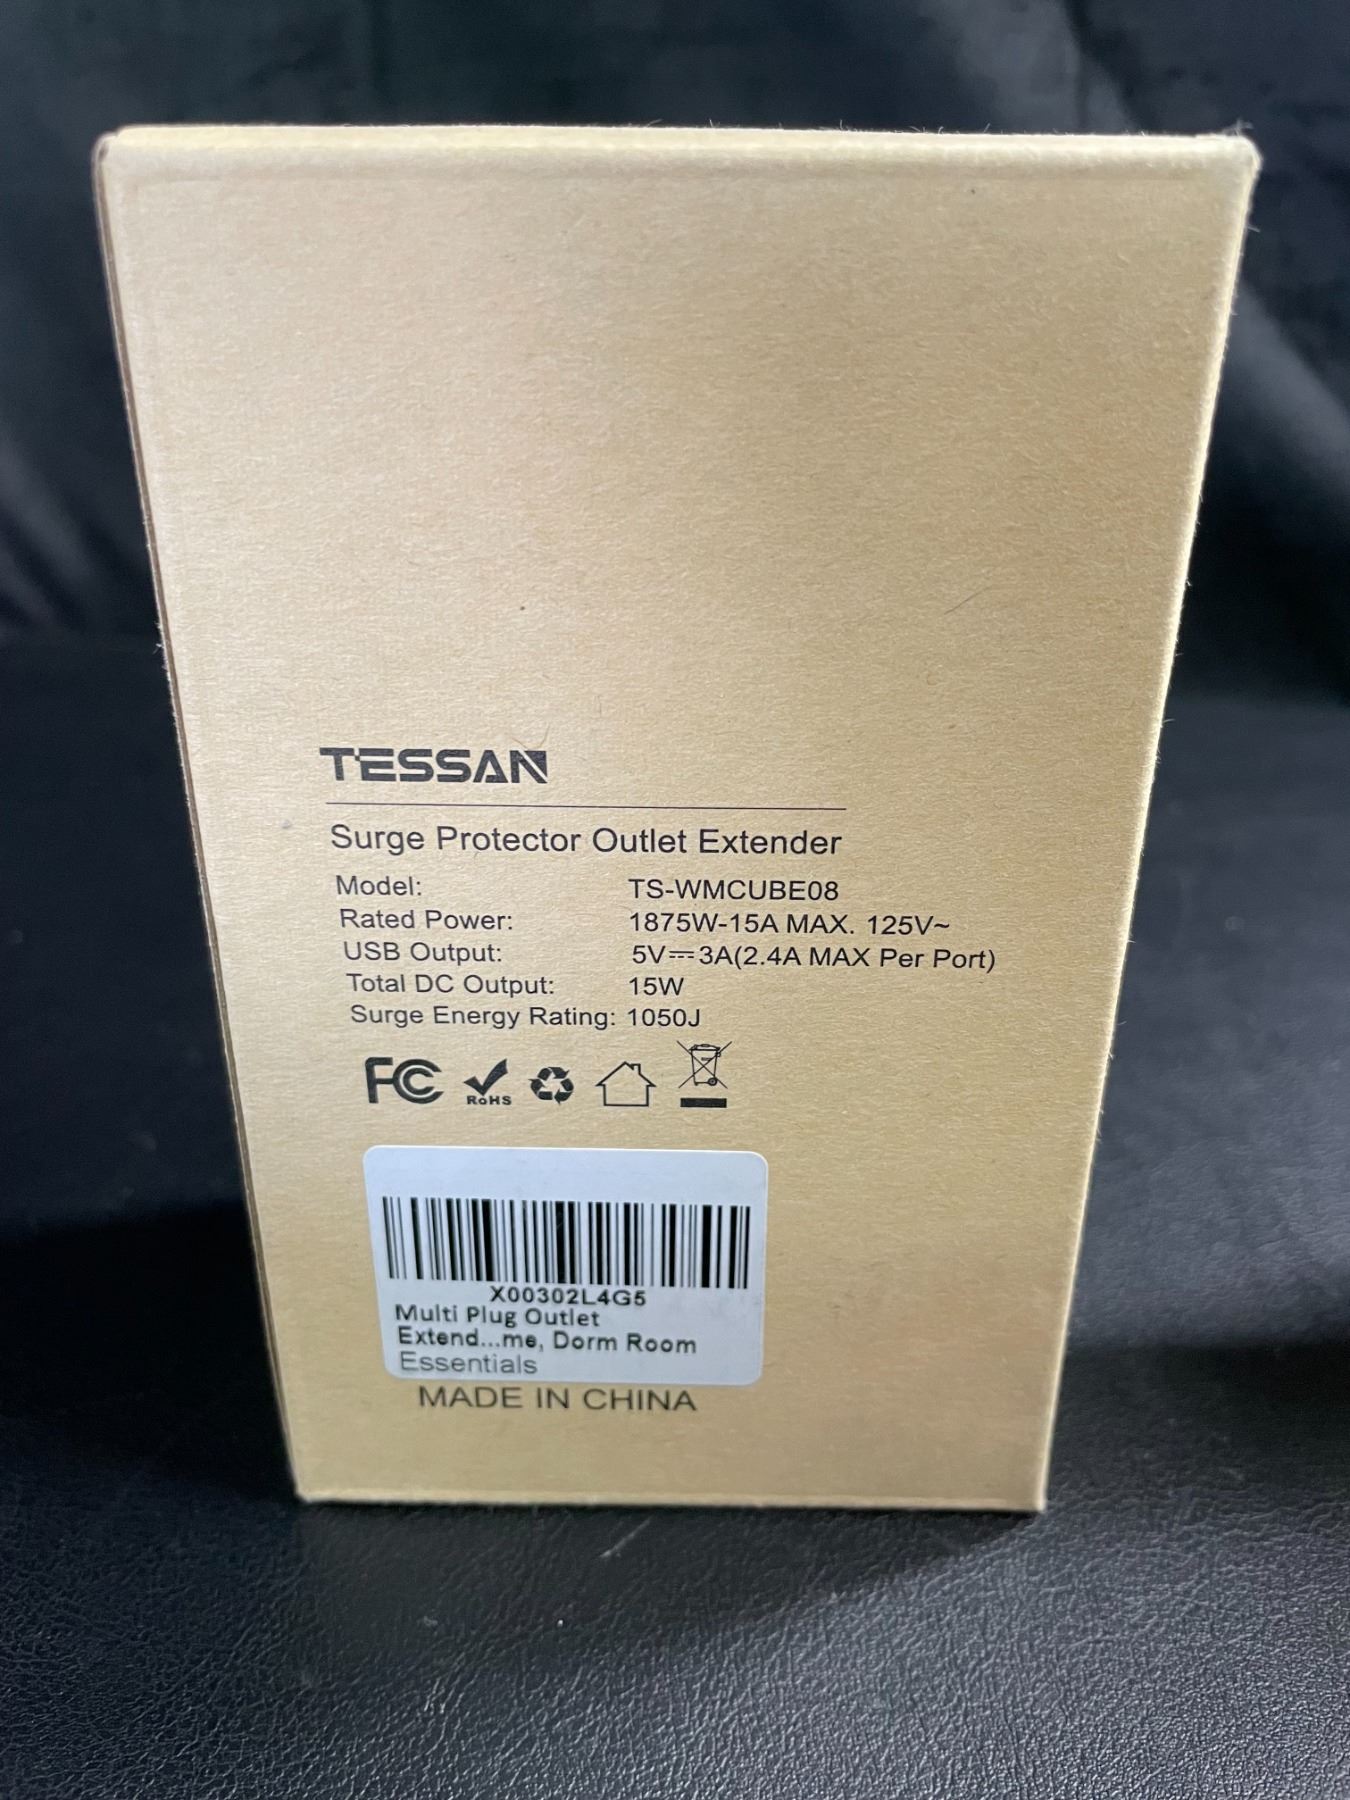 TESSAN
Surge Protector Outlet Extender
Model: TS-WMCUBE08
Rated Power: 1875W-15A MAX. 125V~
USB Output: 5V⎓3A(2.4A MAX Per Port)
Total DC Output: 15W
Surge Energy Rating: 1050J
FC RoHS
X00302L4G5
Multi Plug Outlet
Extend...me, Dorm Room
Essentials
MADE IN CHINA